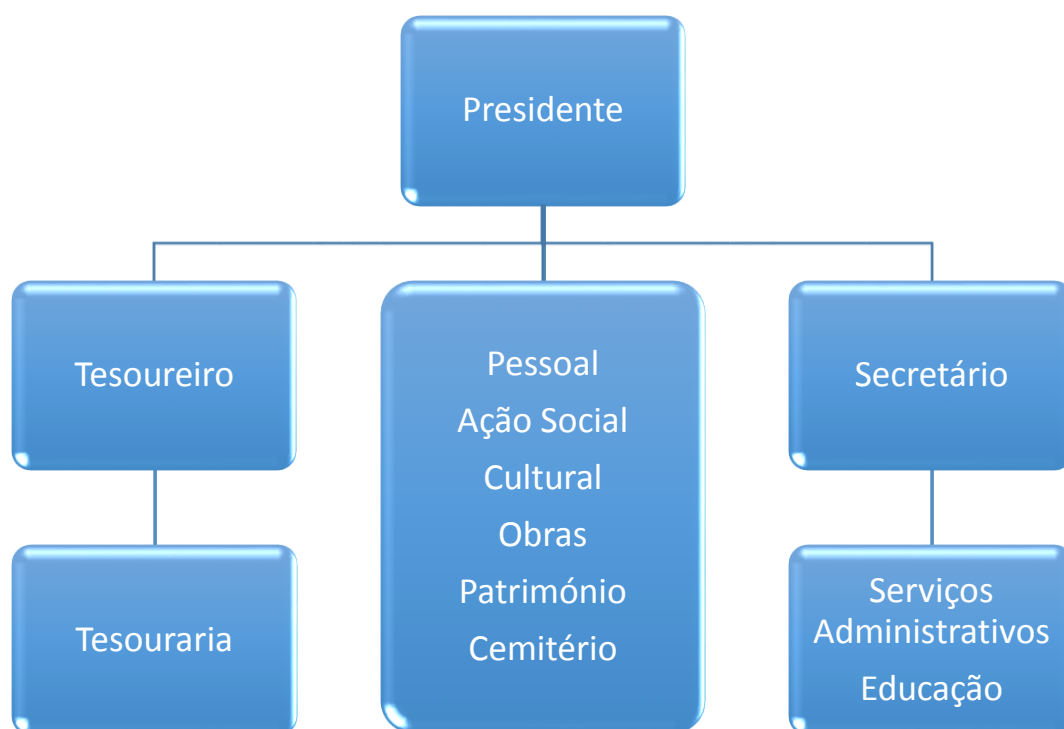 Presidente
Tesoureiro
Pessoal
Ação Social
Cultural
Obras
Património
Cemitério
Secretário
Tesouraria
Serviços
Administrativos
Educação